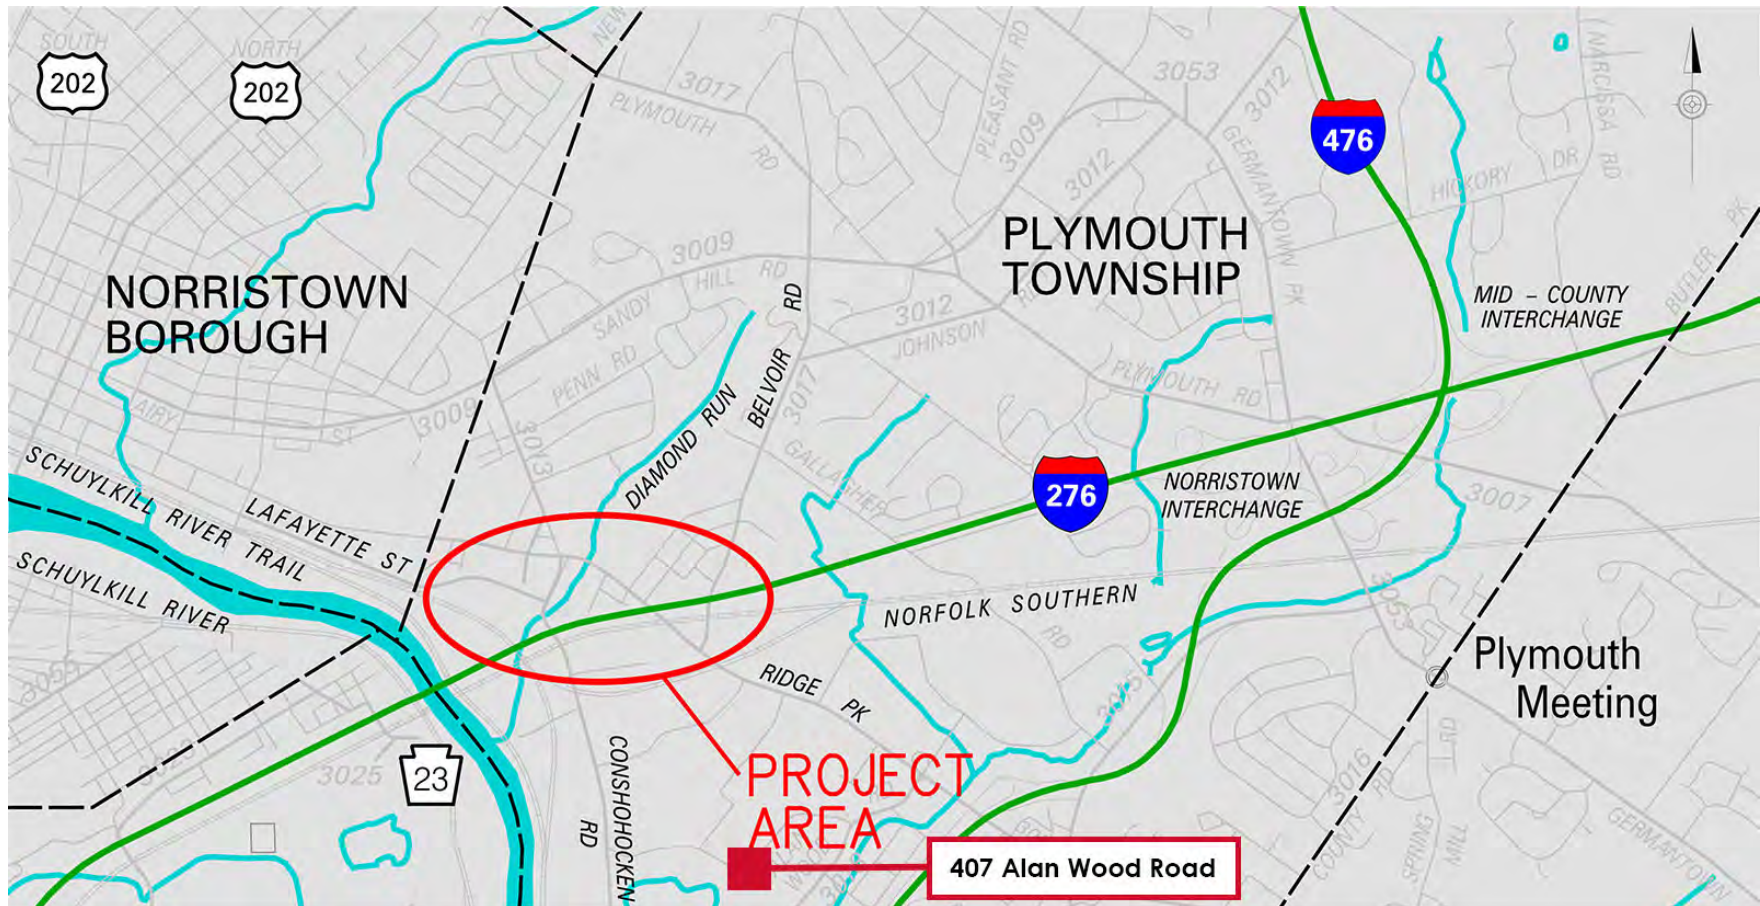 SOUTH
202
NORTH
202
NEW
3017
PLYMOUTH
RD
PLEASANT RD
3009
3053
3012
3012
GERMANTOWN PK
476
NARCISSA RD
HICKORY DR
BUTLER PK
NORRISTOWN
BOROUGH
PLYMOUTH
TOWNSHIP
3009
SANDY HILL RD
3012
JOHNSON RD
MID – COUNTY
INTERCHANGE
PENN RD
BELVOIR RD
3017
DIAMOND RUN
PLYMOUTH RD
AIRY ST
3009
3013
GALLAGHER RD
276
NORRISTOWN
INTERCHANGE
3007
SCHUYLKILL RIVER TRAIL
LAFAYETTE ST
SCHUYLKILL RIVER
NORFOLK SOUTHERN
3053
Plymouth
Meeting
RIDGE PK
3025
23
CONSHOHOCKEN
RD
PROJECT
AREA
407 Alan Wood Road
3016
COUNTY RD
SPRING MILL RD
GERMANTOWN